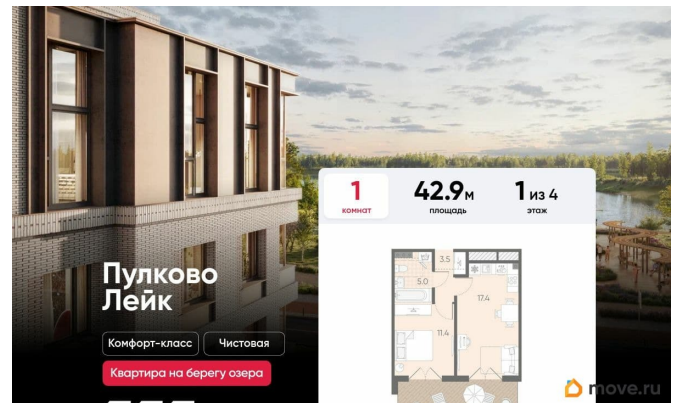 1
комнат
42.9м
площадь
1 из 4
этаж
Пулково
Лейк
Комфорт-класс
Чистовая
Квартира на берегу озера
3.5
5.0
17.4
11.4
move.ru